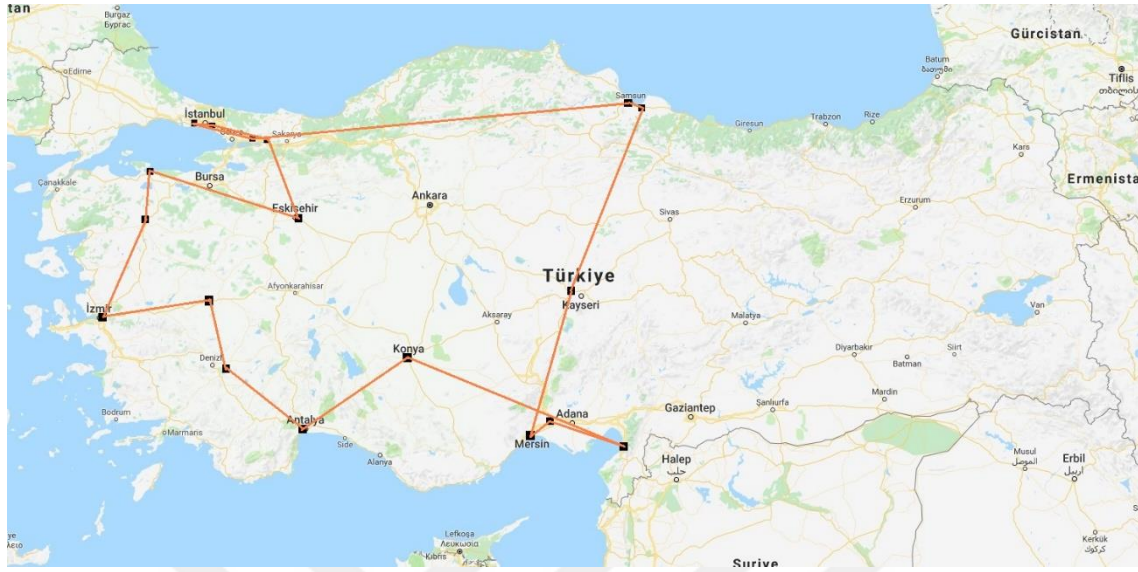 tan
Burgaz
Бургас
Gürcistan
Batum
ბათუმი
Tiflis
თბილისი
Edirne
İstanbul
Sakarya
Samsun
Giresun
Trabzon
Rize
Kars
Çanakkale
Bursa
Ermenista
Eskişehir
Ankara
Sivas
Erzurum
Türkiye
Kayseri
Afyonkarahisar
İzmir
Aksaray
Malatya
Van
Denizli
Konya
Diyarbakır
Batman
Siirt
Mardin
Bodrum
Marmaris
Antalya
Side
Alanya
Mersin
Adana
Gaziantep
Şanlıurfa
Halep
حلب
Musul
الموصل
Erbil
أربيل
Lefkoşa
Λευκωσία
Kıbrıs
Kerkük
كركوك
Suriye